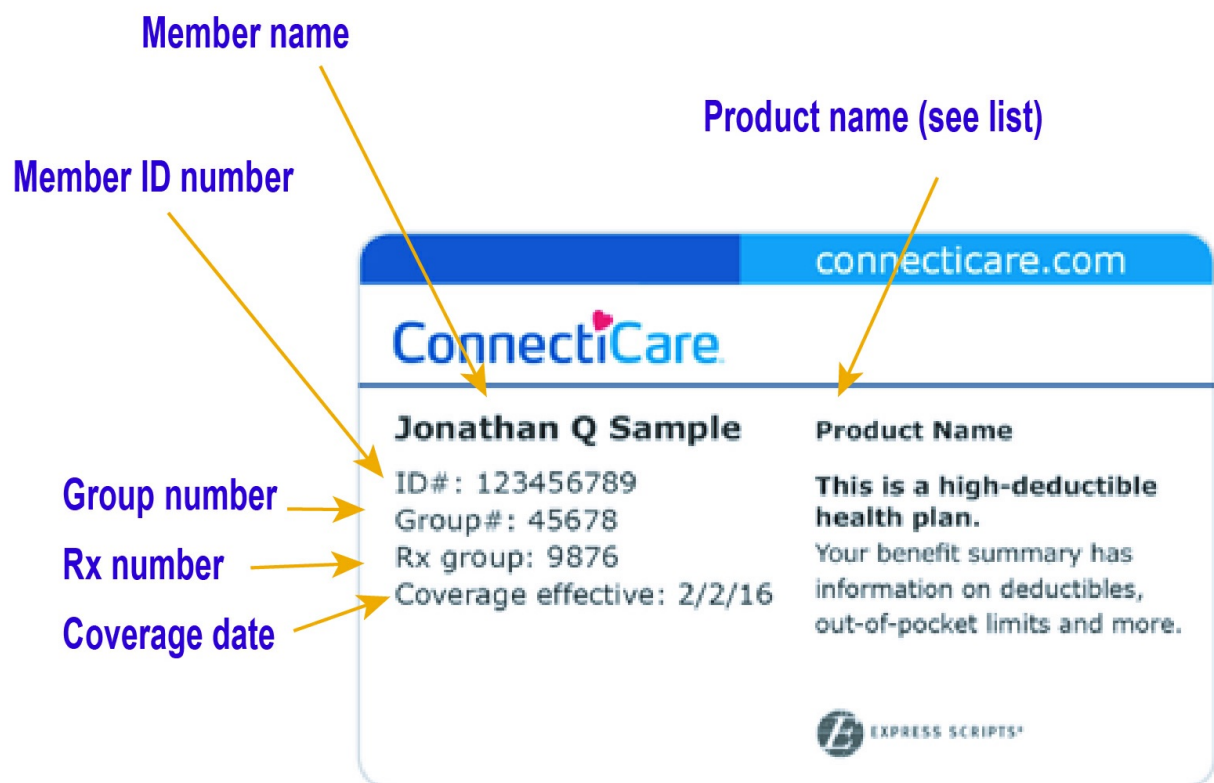 Member name
Product name (see list)
Member ID number
connecticare.com
ConnectiCare
Jonathan Q Sample
Product Name
ID#: 123456789
Group#: 45678
Rx group: 9876
Coverage effective: 2/2/16
This is a high-deductible
health plan.
Your benefit summary has
information on deductibles,
out-of-pocket limits and more.
Group number
Rx number
Coverage date
EXPRESS SCRIPTS®